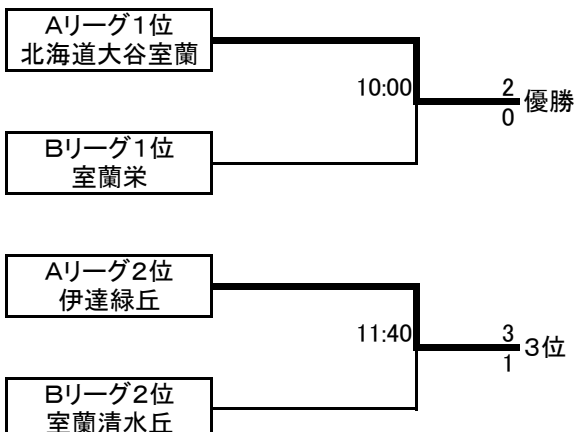 Aリーグ1位
北海道大谷室蘭
10:00
2
0
優勝
Bリーグ1位
室蘭栄
Aリーグ2位
伊達緑丘
11:40
3
1
3位
Bリーグ2位
室蘭清水丘